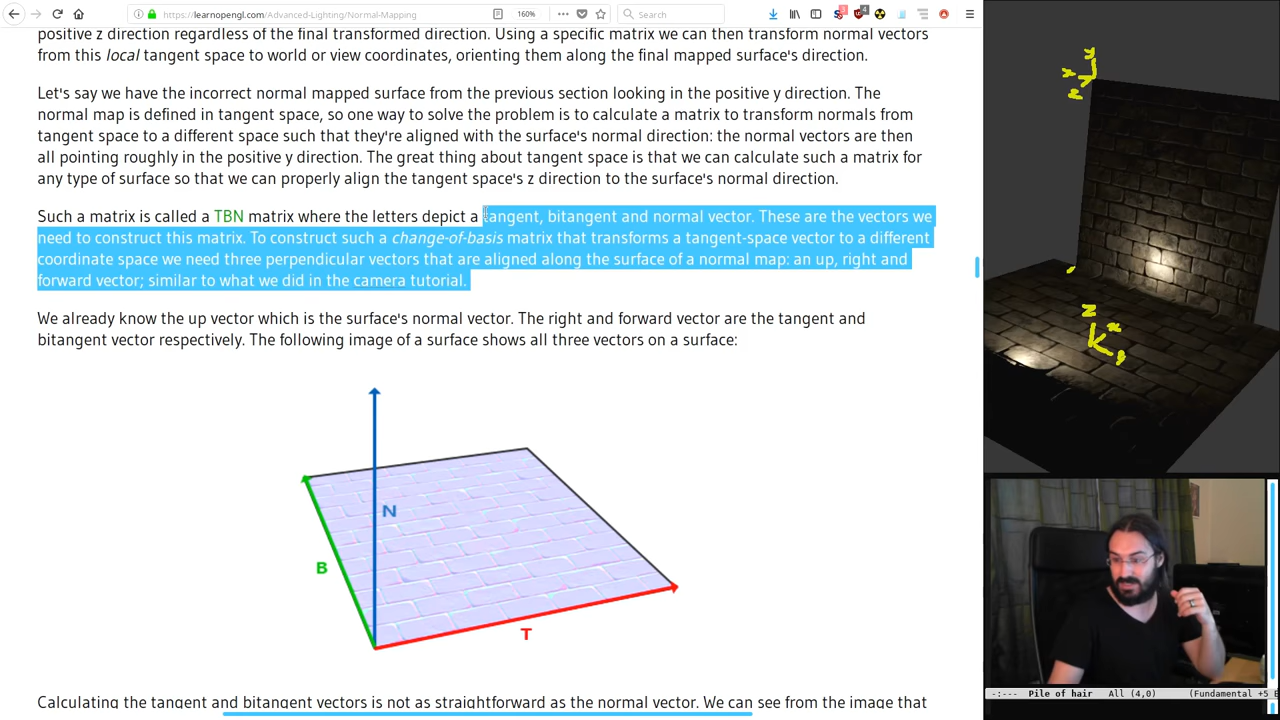 https://learnopengl.com/Advanced-Lighting/Normal-Mapping
160%
Search
positive z direction regardless of the final transformed direction. Using a specific matrix we can then transform normal vectors
from this local tangent space to world or view coordinates, orienting them along the final mapped surface's direction.
Let's say we have the incorrect normal mapped surface from the previous section looking in the positive y direction. The
normal map is defined in tangent space, so one way to solve the problem is to calculate a matrix to transform normals from
tangent space to a different space such that they're aligned with the surface's normal direction: the normal vectors are then
all pointing roughly in the positive y direction. The great thing about tangent space is that we can calculate such a matrix for
any type of surface so that we can properly align the tangent space's z direction to the surface's normal direction.
Such a matrix is called a TBN matrix where the letters depict a tangent, bitangent and normal vector. These are the vectors we
need to construct this matrix. To construct such a change-of-basis matrix that transforms a tangent-space vector to a different
coordinate space we need three perpendicular vectors that are aligned along the surface of a normal map: an up, right and
forward vector; similar to what we did in the camera tutorial.
We already know the up vector which is the surface's normal vector. The right and forward vector are the tangent and
bitangent vector respectively. The following image of a surface shows all three vectors on a surface:
N
B
T
Calculating the tangent and bitangent vectors is not as straightforward as the normal vector. We can see from the image that
y
x
z
z
x
-:--- Pile of hair All (4,0) (Fundamental +5